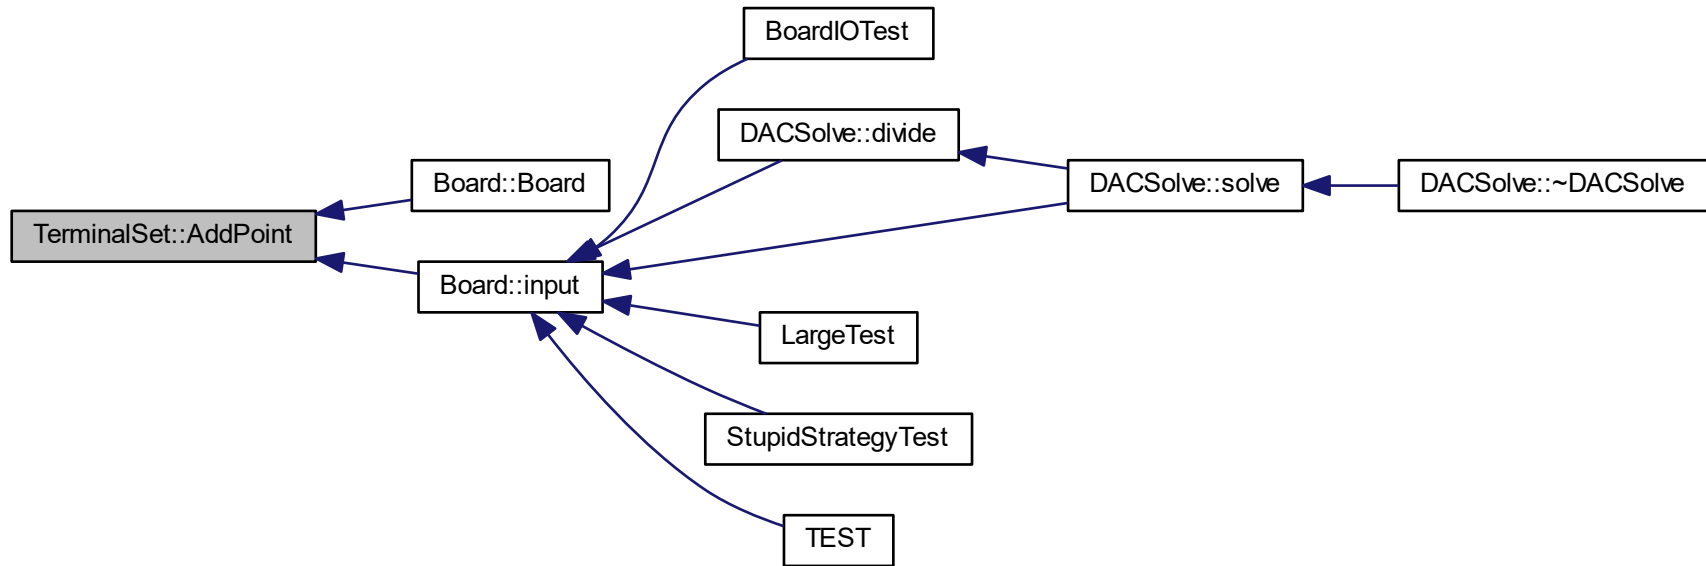 BoardIOTest
DACSolve::divide
Board::Board
DACSolve::solve
DACSolve::~DACSolve
TerminalSet::AddPoint
Board::input
LargeTest
StupidStrategyTest
TEST